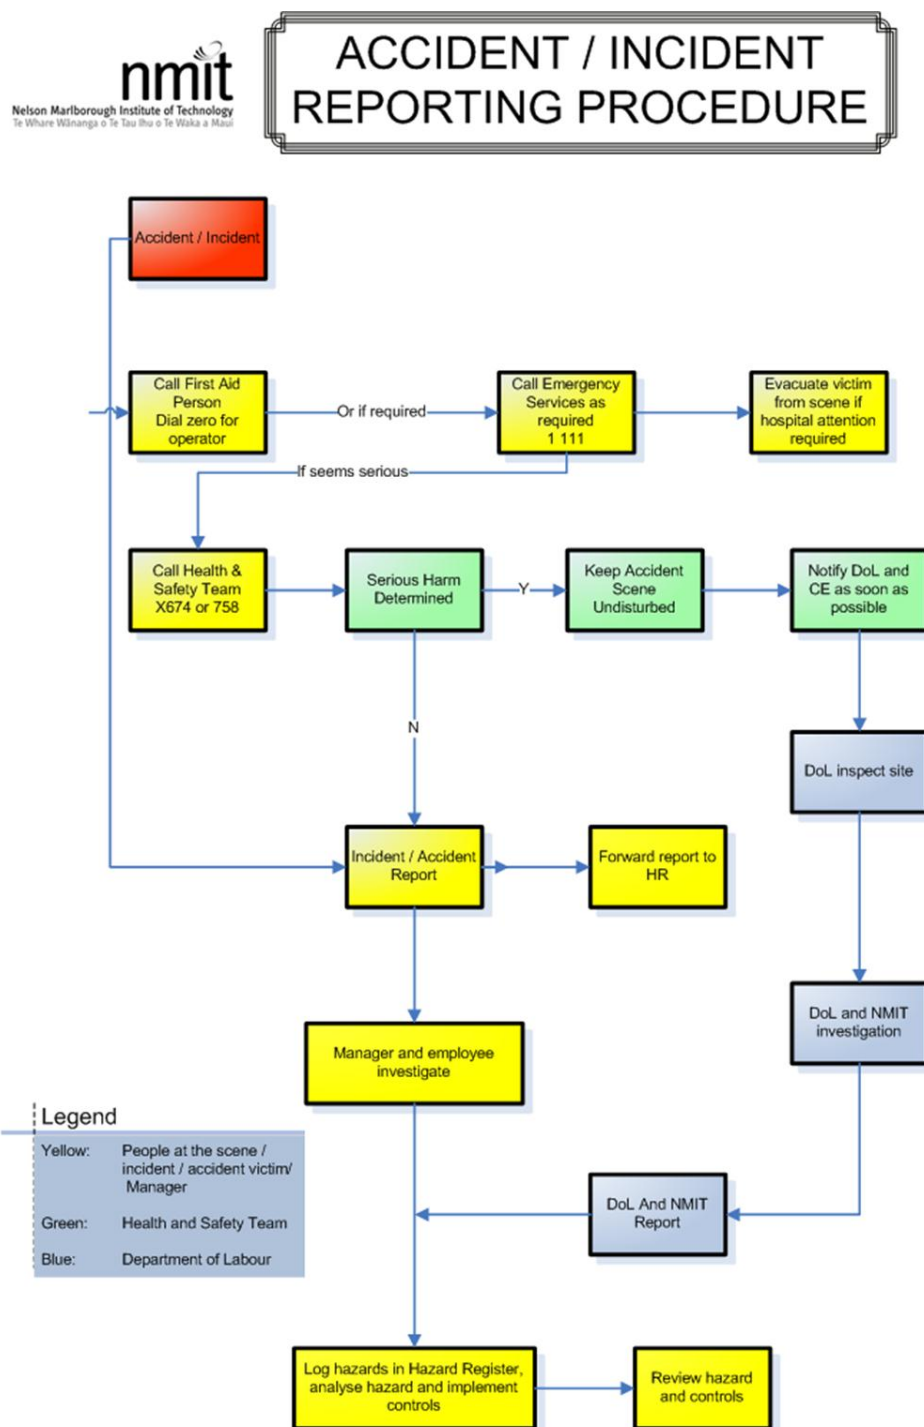 nmit
Nelson Marlborough Institute of Technology
Te Whare Wānanga o Te Tau Ihu o Te Waka a Maui
ACCIDENT / INCIDENT
REPORTING PROCEDURE
Accident / Incident
Call First Aid
Person
Dial zero for
operator
Or if required
Call Emergency
Services as
required
1 111
Evacuate victim
from scene if
hospital attention
required
If seems serious
Call Health &
Safety Team
X674 or 758
Serious Harm
Determined
Y
Keep Accident
Scene
Undisturbed
Notify DoL and
CE as soon as
possible
N
DoL inspect site
Incident / Accident
Report
Forward report to
HR
DoL and NMIT
investigation
Manager and employee
investigate
Legend
Yellow: People at the scene /
incident / accident victim/
Manager
Green: Health and Safety Team
Blue: Department of Labour
DoL And NMIT
Report
Log hazards in Hazard Register,
analyse hazard and implement
controls
Review hazard
and controls